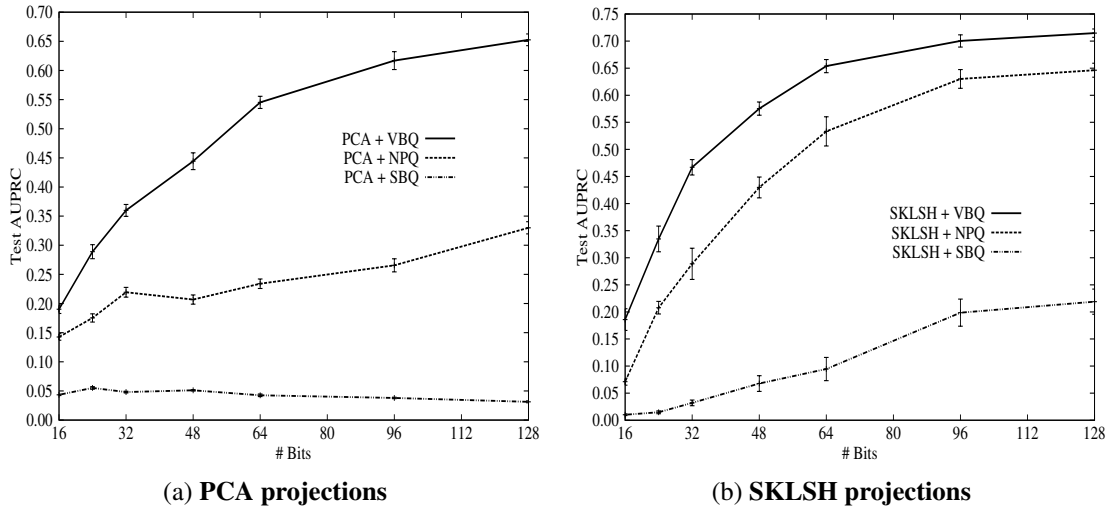 0.70
0.65
0.60
0.55
0.50
0.45
0.40
0.35
0.30
0.25
0.20
0.15
0.10
0.05
0.00
Test AUPRC
PCA + VBQ
PCA + NPQ
PCA + SBQ
16 32 48 64 80 96 112 128
# Bits
(a) PCA projections
0.75
0.70
0.65
0.60
0.55
0.50
0.45
0.40
0.35
0.30
0.25
0.20
0.15
0.10
0.05
0.00
Test AUPRC
SKLSH + VBQ
SKLSH + NPQ
SKLSH + SBQ
16 32 48 64 80 96 112 128
# Bits
(b) SKLSH projections